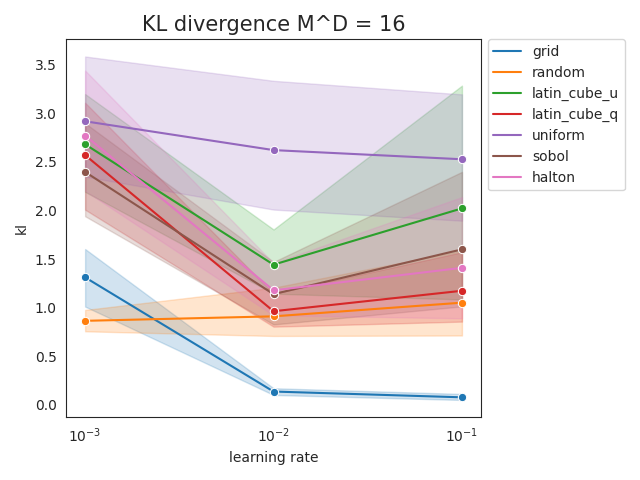 KL divergence M^D = 16
grid
random
latin_cube_u
latin_cube_q
uniform
sobol
halton
kl
3.5
3.0
2.5
2.0
1.5
1.0
0.5
0.0
10⁻³ 10⁻² 10⁻¹
learning rate